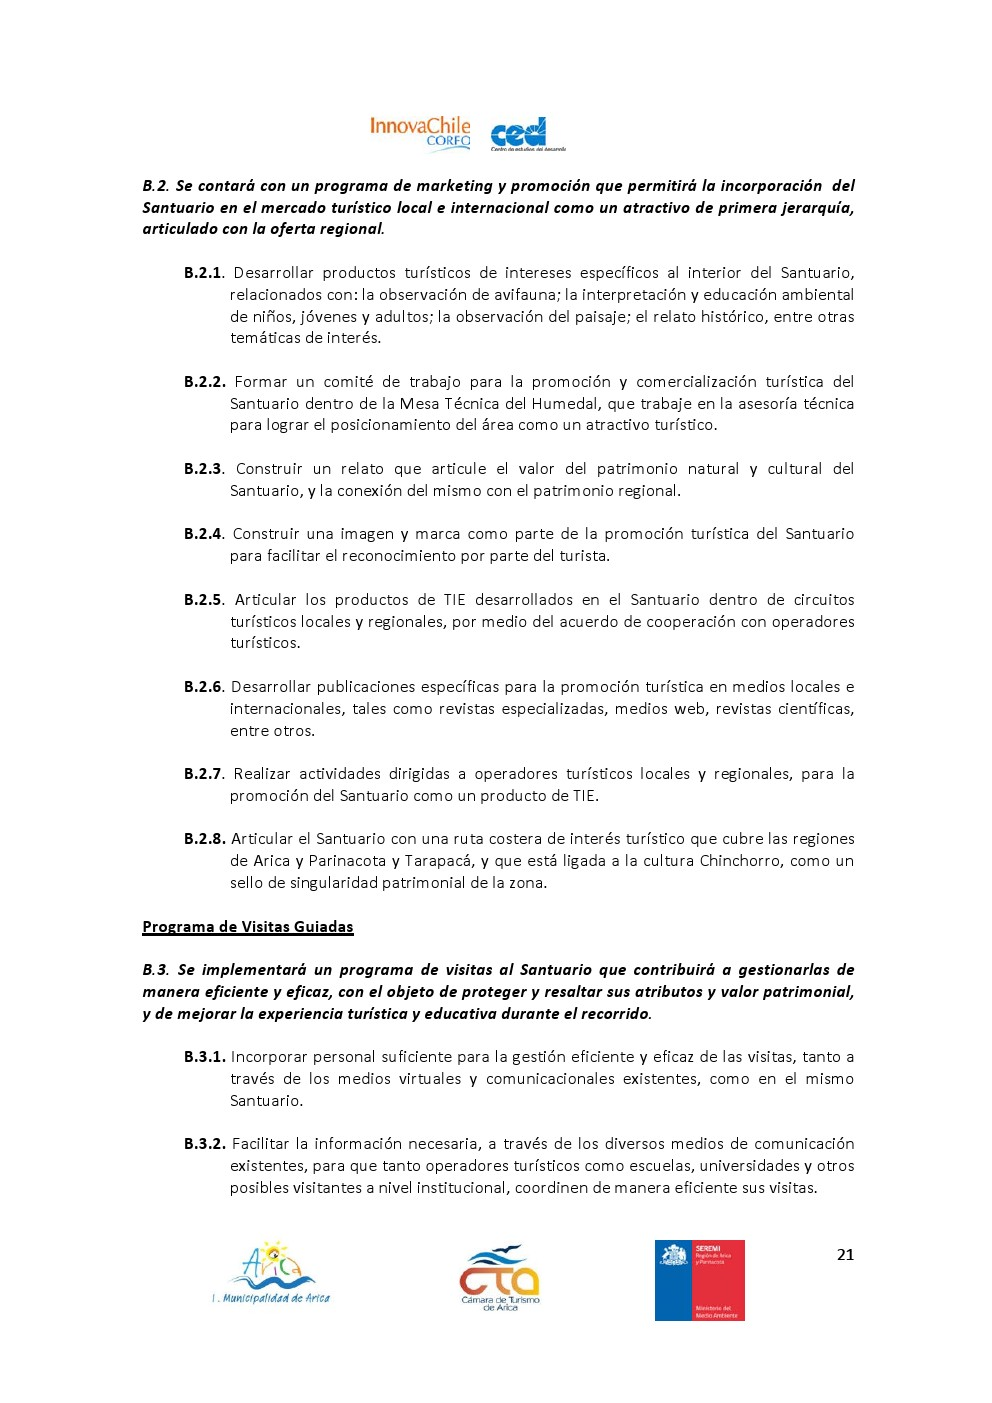 InnovaChile
CORFO
ced
Centro de estudios del desarrollo
B.2. Se contará con un programa de marketing y promoción que permitirá la incorporación del
Santuario en el mercado turístico local e internacional como un atractivo de primera jerarquía,
articulado con la oferta regional.
B.2.1. Desarrollar productos turísticos de intereses específicos al interior del Santuario,
relacionados con: la observación de avifauna; la interpretación y educación ambiental
de niños, jóvenes y adultos; la observación del paisaje; el relato histórico, entre otras
temáticas de interés.
B.2.2. Formar un comité de trabajo para la promoción y comercialización turística del
Santuario dentro de la Mesa Técnica del Humedal, que trabaje en la asesoría técnica
para lograr el posicionamiento del área como un atractivo turístico.
B.2.3. Construir un relato que articule el valor del patrimonio natural y cultural del
Santuario, y la conexión del mismo con el patrimonio regional.
B.2.4. Construir una imagen y marca como parte de la promoción turística del Santuario
para facilitar el reconocimiento por parte del turista.
B.2.5. Articular los productos de TIE desarrollados en el Santuario dentro de circuitos
turísticos locales y regionales, por medio del acuerdo de cooperación con operadores
turísticos.
B.2.6. Desarrollar publicaciones específicas para la promoción turística en medios locales e
internacionales, tales como revistas especializadas, medios web, revistas científicas,
entre otros.
B.2.7. Realizar actividades dirigidas a operadores turísticos locales y regionales, para la
promoción del Santuario como un producto de TIE.
B.2.8. Articular el Santuario con una ruta costera de interés turístico que cubre las regiones
de Arica y Parinacota y Tarapacá, y que está ligada a la cultura Chinchorro, como un
sello de singularidad patrimonial de la zona.
Programa de Visitas Guiadas
B.3. Se implementará un programa de visitas al Santuario que contribuirá a gestionarlas de
manera eficiente y eficaz, con el objeto de proteger y resaltar sus atributos y valor patrimonial,
y de mejorar la experiencia turística y educativa durante el recorrido.
B.3.1. Incorporar personal suficiente para la gestión eficiente y eficaz de las visitas, tanto a
través de los medios virtuales y comunicacionales existentes, como en el mismo
Santuario.
B.3.2. Facilitar la información necesaria, a través de los diversos medios de comunicación
existentes, para que tanto operadores turísticos como escuelas, universidades y otros
posibles visitantes a nivel institucional, coordinen de manera eficiente sus visitas.
Arica
I. Municipalidad de Arica
CTA
Cámara de Turismo
de Arica
SEREMI
Región de Arica
y Parinacota
Ministerio del
Medio Ambiente
21